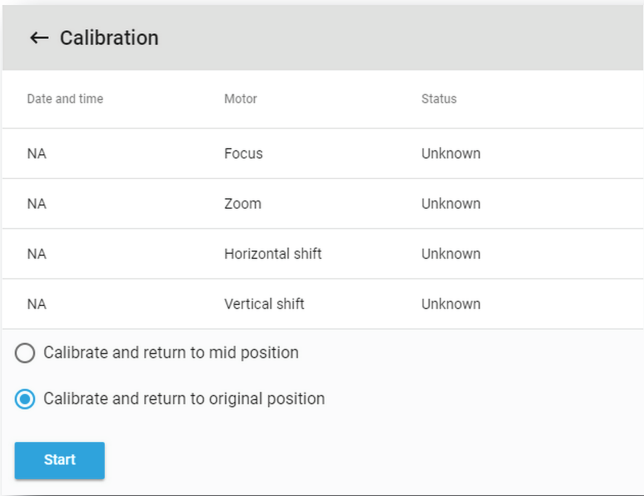 Calibration
Date and time Motor Status
NA Focus Unknown
NA Zoom Unknown
NA Horizontal shift Unknown
NA Vertical shift Unknown
Calibrate and return to mid position
Calibrate and return to original position
Start